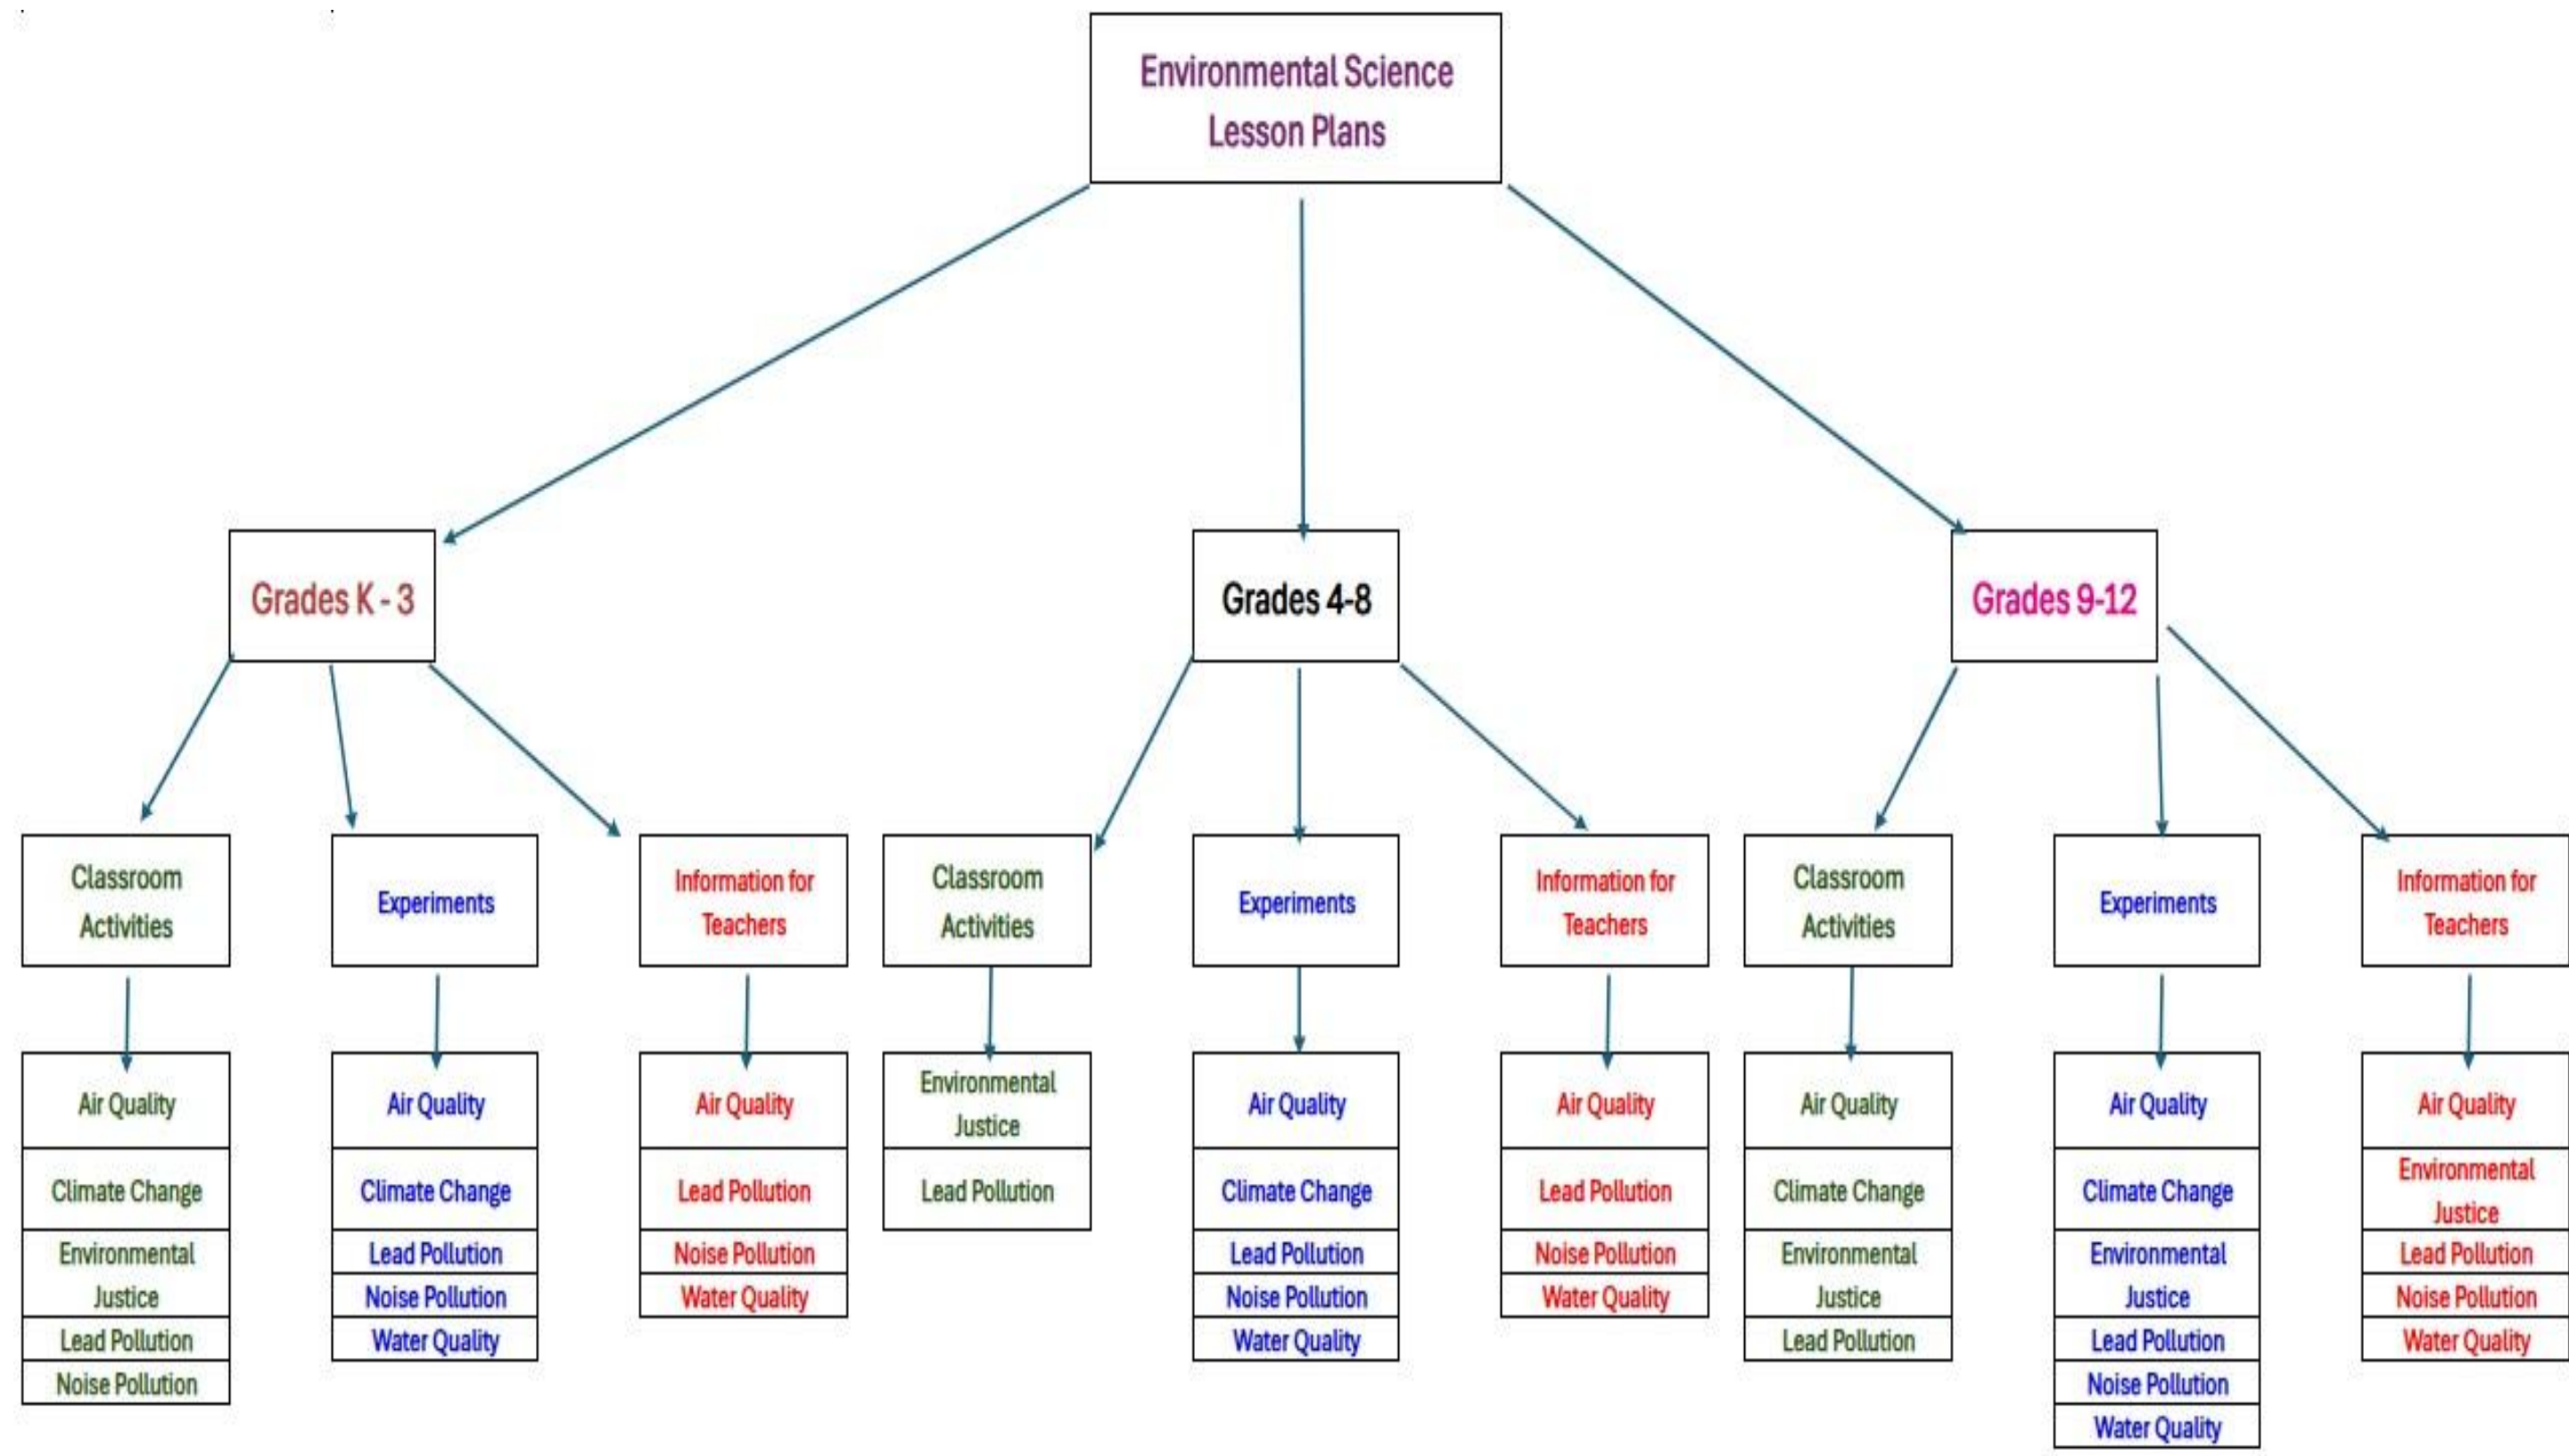 Environmental Science
Lesson Plans
Grades K - 3
Grades 4-8
Grades 9-12
Classroom
Activities
Experiments
Information for
Teachers
Classroom
Activities
Experiments
Information for
Teachers
Classroom
Activities
Experiments
Information for
Teachers
Air Quality
Climate Change
Environmental
Justice
Lead Pollution
Noise Pollution
Air Quality
Climate Change
Lead Pollution
Noise Pollution
Water Quality
Air Quality
Lead Pollution
Noise Pollution
Water Quality
Environmental
Justice
Lead Pollution
Air Quality
Climate Change
Lead Pollution
Noise Pollution
Water Quality
Air Quality
Lead Pollution
Noise Pollution
Water Quality
Air Quality
Climate Change
Environmental
Justice
Lead Pollution
Air Quality
Climate Change
Environmental
Justice
Lead Pollution
Noise Pollution
Water Quality
Air Quality
Environmental
Justice
Lead Pollution
Noise Pollution
Water Quality